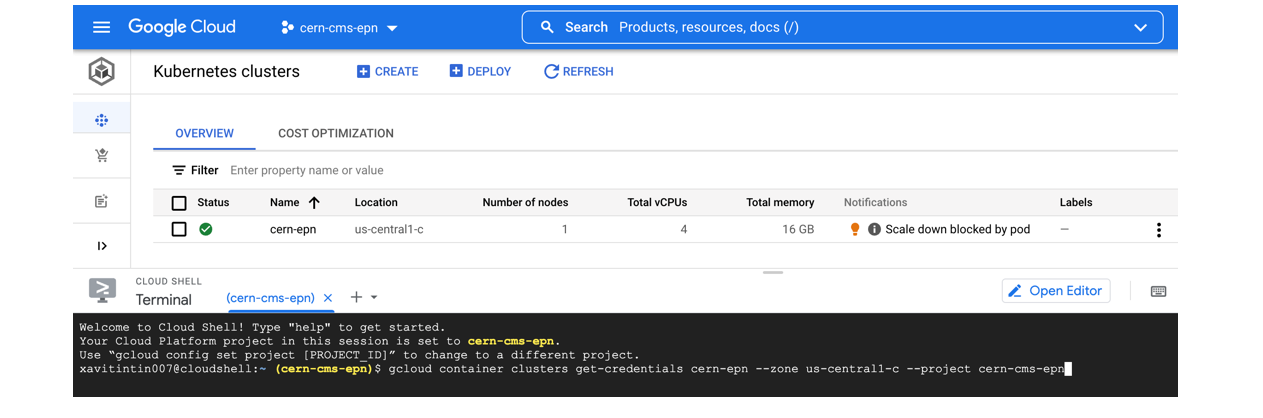 Google Cloud cern-cms-epn Search Products, resources, docs (/)
Kubernetes clusters CREATE DEPLOY REFRESH
OVERVIEW COST OPTIMIZATION
Filter Enter property name or value
Status Name Location Number of nodes Total vCPUs Total memory Notifications Labels
cern-epn us-central1-c 1 4 16 GB Scale down blocked by pod —
CLOUD SHELL
Terminal (cern-cms-epn) Open Editor
Welcome to Cloud Shell! Type "help" to get started.
Your Cloud Platform project in this session is set to cern-cms-epn.
Use “gcloud config set project [PROJECT_ID]” to change to a different project.
xavitintin007@cloudshell:~ (cern-cms-epn)$ gcloud container clusters get-credentials cern-epn --zone us-central1-c --project cern-cms-epn